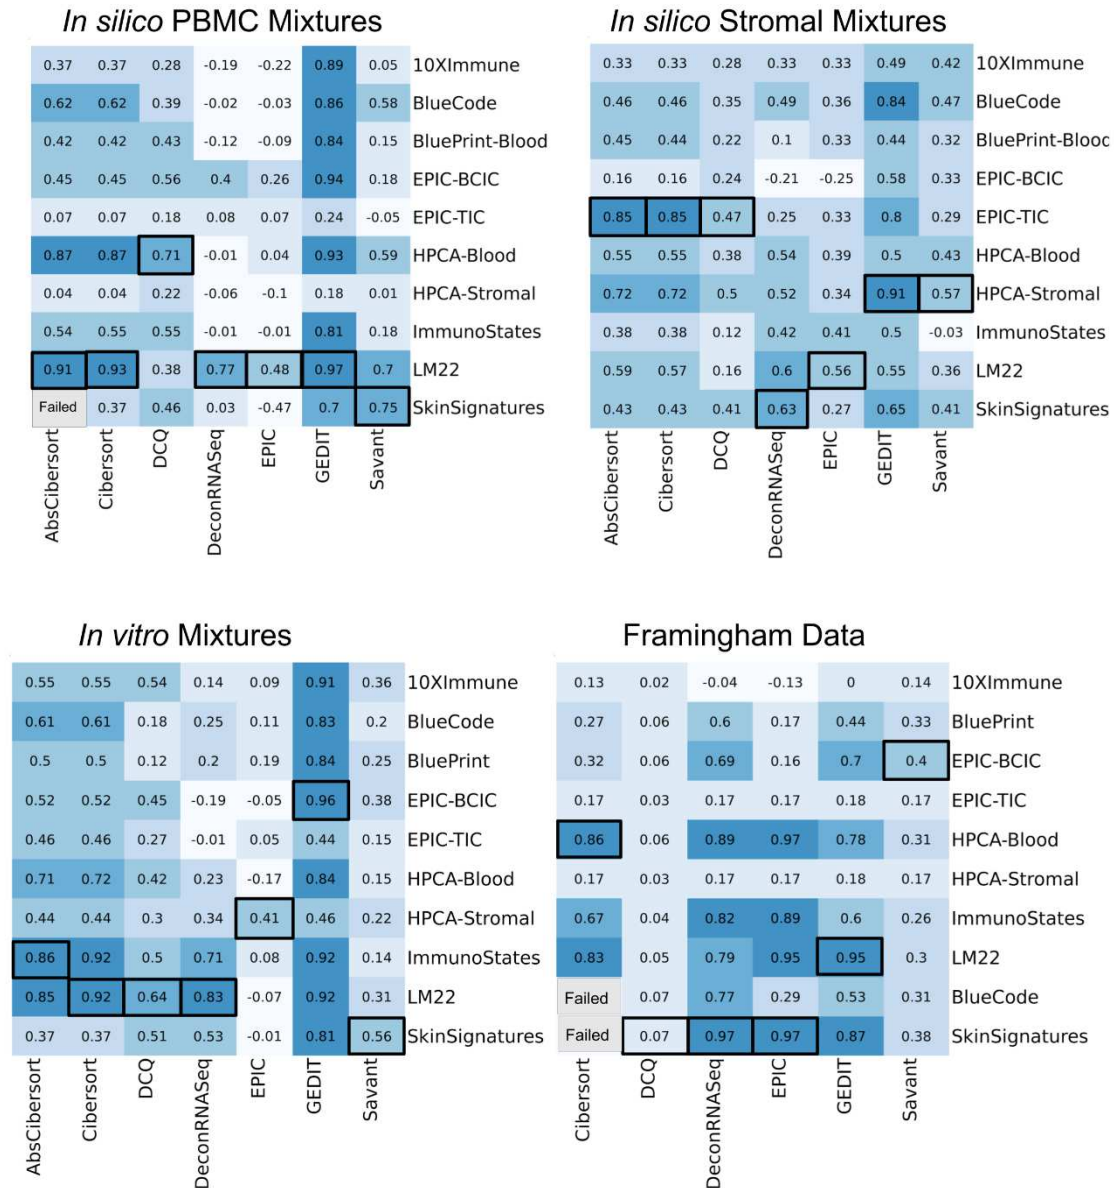 In silico PBMC Mixtures
0.37 0.37 0.28 -0.19 -0.22 0.89 0.05 10XImmune
0.62 0.62 0.39 -0.02 -0.03 0.86 0.58 BlueCode
0.42 0.42 0.43 -0.12 -0.09 0.84 0.15 BluePrint-Blood
0.45 0.45 0.56 0.4 0.26 0.94 0.18 EPIC-BCIC
0.07 0.07 0.18 0.08 0.07 0.24 -0.05 EPIC-TIC
0.87 0.87 0.71 -0.01 0.04 0.93 0.59 HPCA-Blood
0.04 0.04 0.22 -0.06 -0.1 0.18 0.01 HPCA-Stromal
0.54 0.55 0.55 -0.01 -0.01 0.81 0.18 ImmunoStates
0.91 0.93 0.38 0.77 0.48 0.97 0.7 LM22
Failed 0.37 0.46 0.03 -0.47 0.7 0.75 SkinSignatures
AbsCibersort Cibersort DCQ DeconRNASeq EPIC GEDIT Savant
In silico Stromal Mixtures
0.33 0.33 0.28 0.33 0.33 0.49 0.42 10XImmune
0.46 0.46 0.35 0.49 0.36 0.84 0.47 BlueCode
0.45 0.44 0.22 0.1 0.33 0.44 0.32 BluePrint-Blood
0.16 0.16 0.24 -0.21 -0.25 0.58 0.33 EPIC-BCIC
0.85 0.85 0.47 0.25 0.33 0.8 0.29 EPIC-TIC
0.55 0.55 0.38 0.54 0.39 0.5 0.43 HPCA-Blood
0.72 0.72 0.5 0.52 0.34 0.91 0.57 HPCA-Stromal
0.38 0.38 0.12 0.42 0.41 0.5 -0.03 ImmunoStates
0.59 0.57 0.16 0.6 0.56 0.55 0.36 LM22
0.43 0.43 0.41 0.63 0.27 0.65 0.41 SkinSignatures
AbsCibersort Cibersort DCQ DeconRNASeq EPIC GEDIT Savant
In vitro Mixtures
0.55 0.55 0.54 0.14 0.09 0.91 0.36 10XImmune
0.61 0.61 0.18 0.25 0.11 0.83 0.2 BlueCode
0.5 0.5 0.12 0.2 0.19 0.84 0.25 BluePrint
0.52 0.52 0.45 -0.19 -0.05 0.96 0.38 EPIC-BCIC
0.46 0.46 0.27 -0.01 0.05 0.44 0.15 EPIC-TIC
0.71 0.72 0.42 0.23 -0.17 0.84 0.15 HPCA-Blood
0.44 0.44 0.3 0.34 0.41 0.46 0.22 HPCA-Stromal
0.86 0.92 0.5 0.71 0.08 0.92 0.14 ImmunoStates
0.85 0.92 0.64 0.83 -0.07 0.92 0.31 LM22
0.37 0.37 0.51 0.53 -0.01 0.81 0.56 SkinSignatures
AbsCibersort Cibersort DCQ DeconRNASeq EPIC GEDIT Savant
Framingham Data
0.13 0.02 -0.04 -0.13 0 0.14 10XImmune
0.27 0.06 0.6 0.17 0.44 0.33 BluePrint
0.32 0.06 0.69 0.16 0.7 0.4 EPIC-BCIC
0.17 0.03 0.17 0.17 0.18 0.17 EPIC-TIC
0.86 0.06 0.89 0.97 0.78 0.31 HPCA-Blood
0.17 0.03 0.17 0.17 0.18 0.17 HPCA-Stromal
0.67 0.04 0.82 0.89 0.6 0.26 ImmunoStates
0.83 0.05 0.79 0.95 0.95 0.3 LM22
Failed 0.07 0.77 0.29 0.53 0.31 BlueCode
Failed 0.07 0.97 0.97 0.87 0.38 SkinSignatures
Cibersort DCQ DeconRNASeq EPIC GEDIT Savant